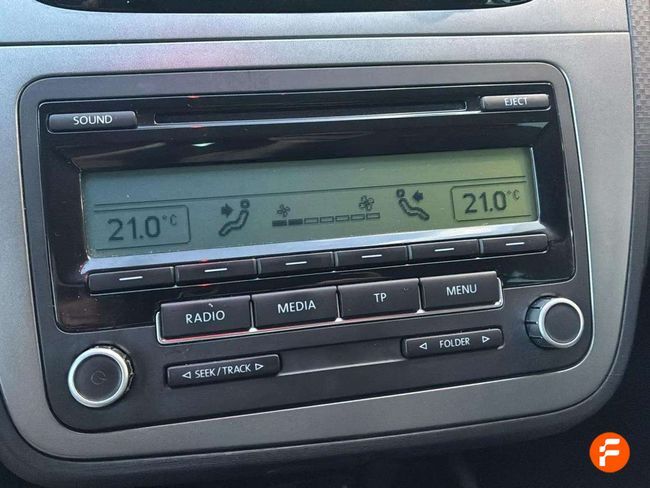 SOUND
EJECT
21.0°C
21.0°C
RADIO
MEDIA
TP
MENU
SEEK/TRACK
FOLDER